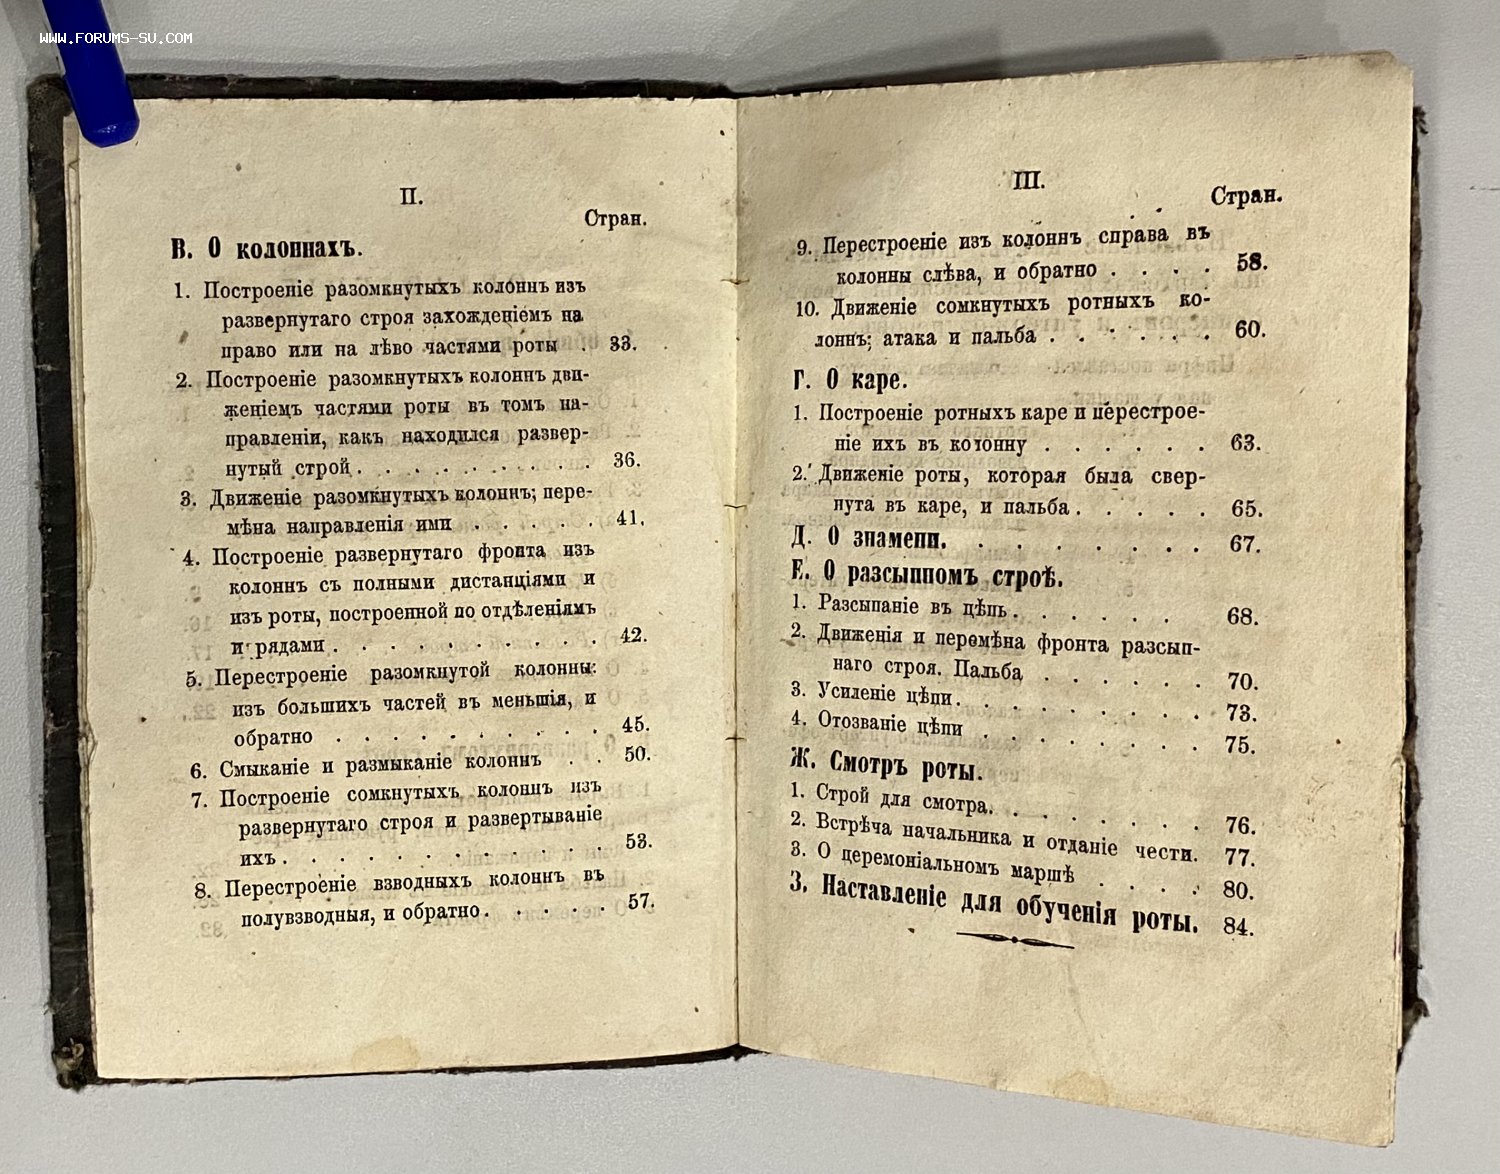 WWW.FORUMS-SU.COM
II.
Стран.
В. О колоннахъ.
1. Построеніе разомкнутыхъ колоннъ изъ
развернутаго строя захожденіемъ на
право или на лѣво частями роты . 33.
2. Построеніе разомкнутыхъ колоннъ дви-
женіемъ частями роты въ томъ на-
правленіи, какъ находился развер-
нутый строй . . . . . . . . . 36.
3. Движеніе разомкнутыхъ колоннъ; пере-
мѣна направленія ими . . . . . 41.
4. Построеніе развернутаго фронта изъ
колоннъ съ полными дистанціями и
изъ роты, построенной по отдѣленіямъ
и рядами . . . . . . . . . . 42.
5. Перестроеніе разомкнутой колонны:
изъ большихъ частей въ меньшія, и
обратно . . . . . . . . . . 45.
6. Смыканіе и размыканіе колоннъ . . 50.
7. Построеніе сомкнутыхъ колоннъ изъ
развернутаго строя и развертываніе
ихъ . . . . . . . . . . . . 53.
8. Перестроеніе взводныхъ колоннъ въ
полувзводныя, и обратно . . . . . 57.
III.
Стран.
9. Перестроеніе изъ колоннъ справа въ
колонны слѣва, и обратно . . . . 58.
10. Движеніе сомкнутыхъ ротныхъ ко-
лоннъ; атака и пальба . . . . . . 60.
Г. О каре.
1. Построеніе ротныхъ каре и перестрое-
ніе ихъ въ колонну . . . . . . 63.
2. Движеніе роты, которая была свер-
нута въ каре, и пальба . . . . . 65.
Д. О знамени. . . . . . . . 67.
Е. О разсыпномъ строѣ.
1. Разсыпаніе въ цѣпь . . . . . . 68.
2. Движенія и перемѣна фронта разсып-
наго строя. Пальба . . . . . . 70.
3. Усиленіе цѣпи . . . . . . . . 73.
4. Отозваніе цѣпи . . . . . . . 75.
Ж. Смотръ роты.
1. Строй для смотра . . . . . . . 76.
2. Встрѣча начальника и отданіе чести. 77.
3. О церемоніальномъ маршѣ . . . . 80.
З. Наставленіе для обученія роты. 84.